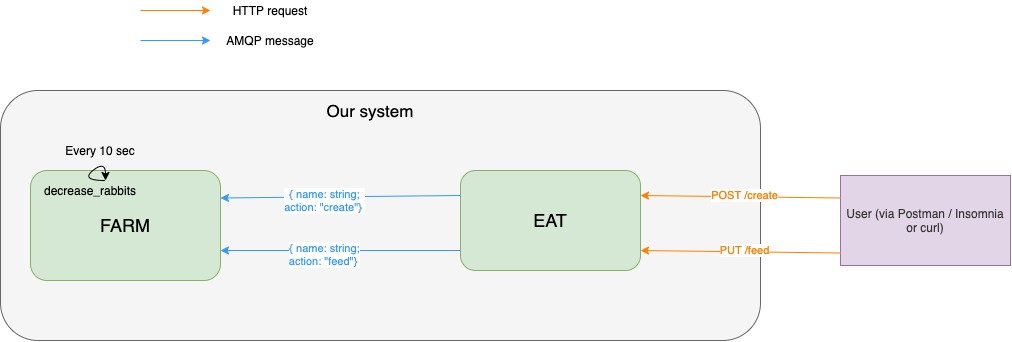 HTTP request
AMQP message
Our system
Every 10 sec
decrease_rabbits
FARM
{ name: string;
action: "create"}
{ name: string;
action: "feed"}
EAT
POST /create
PUT /feed
User (via Postman / Insomnia
or curl)